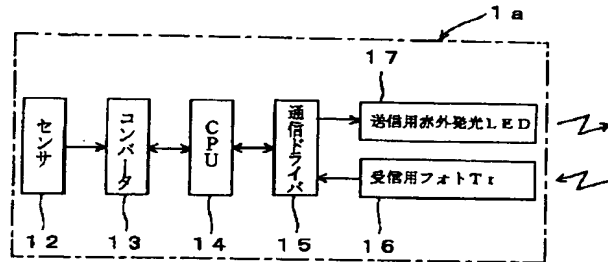 1a
17
センサ
コンバータ
CPU
通信ドライバ
送信用赤外発光LED
受信用フォトTr
12
13
14
15
16